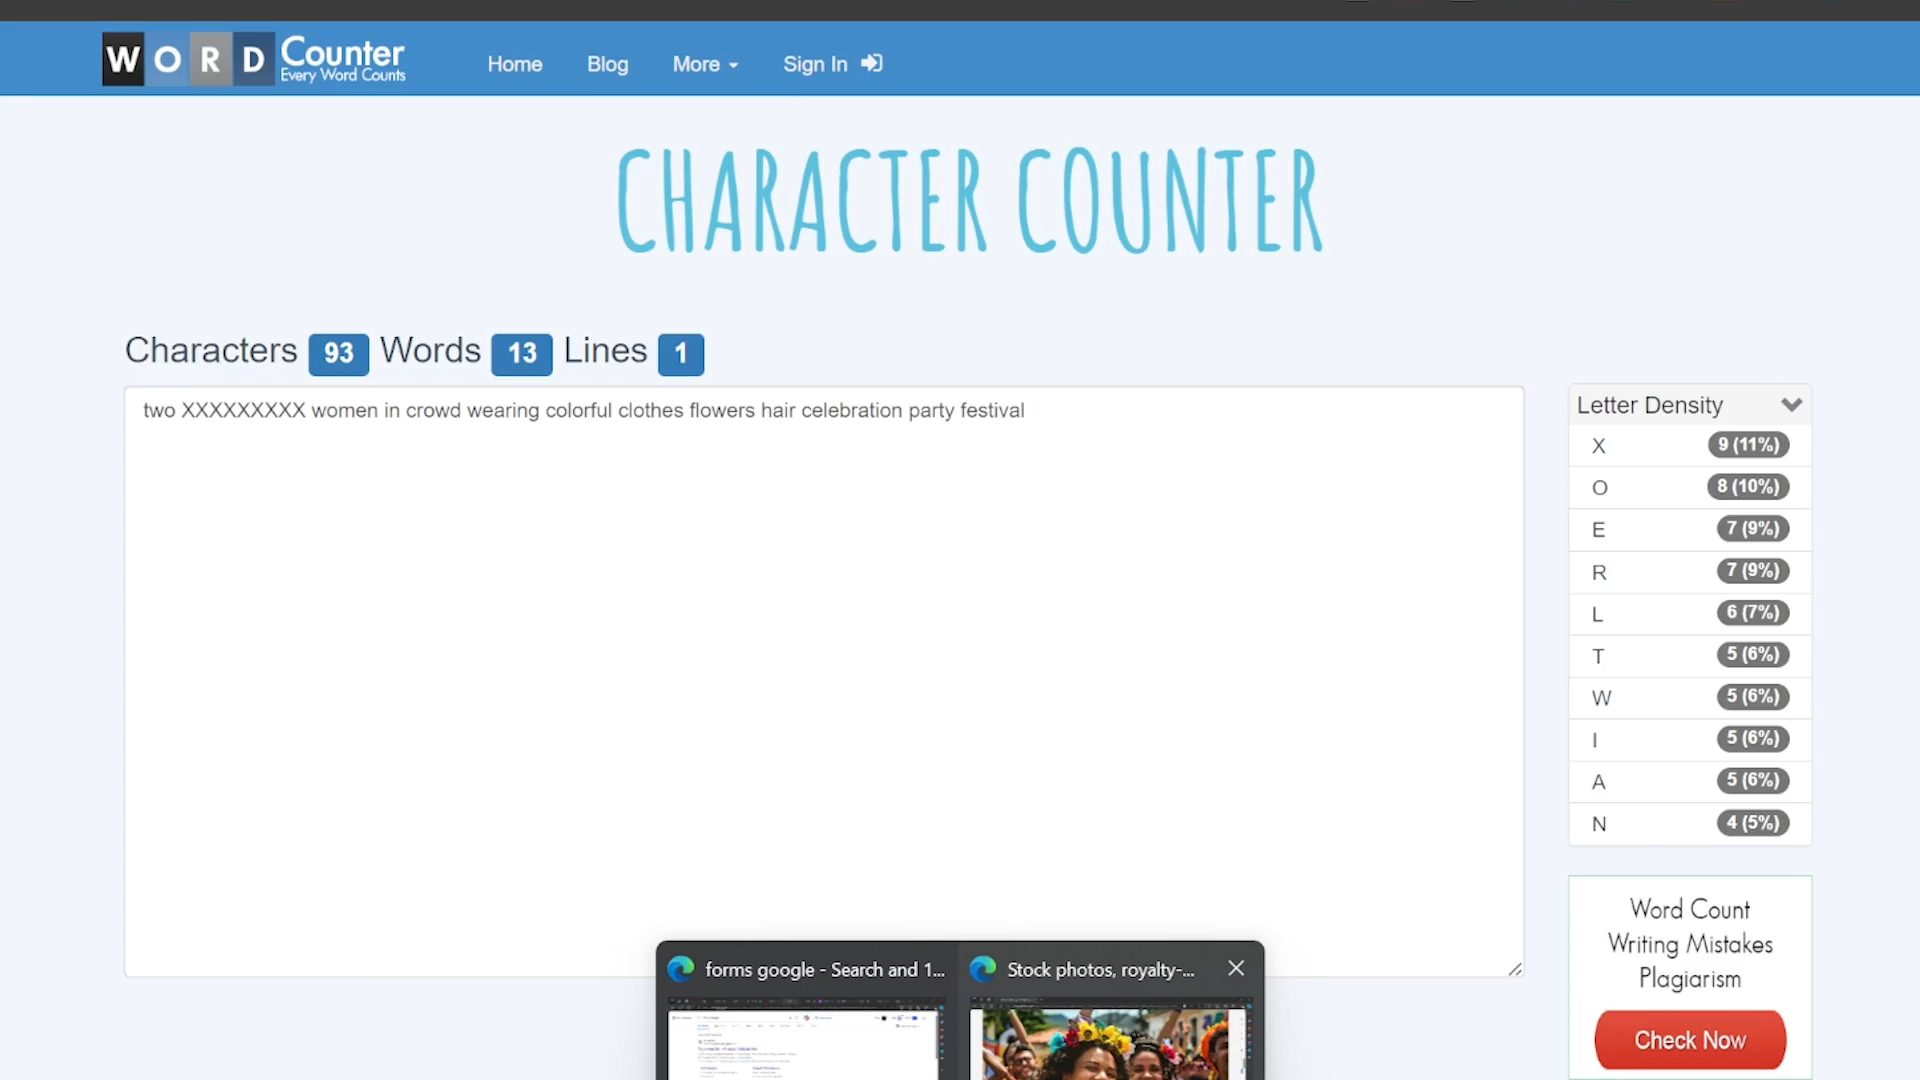 WORD Counter
Every Word Counts
Home Blog More Sign In
CHARACTER COUNTER
Characters 93 Words 13 Lines 1
two XXXXXXXXX women in crowd wearing colorful clothes flowers hair celebration party festival
Letter Density
X 9 (11%)
O 8 (10%)
E 7 (9%)
R 7 (9%)
L 6 (7%)
T 5 (6%)
W 5 (6%)
I 5 (6%)
A 5 (6%)
N 4 (5%)
Word Count
Writing Mistakes
Plagiarism
Check Now
forms google - Search and 1...
Stock photos, royalty-...